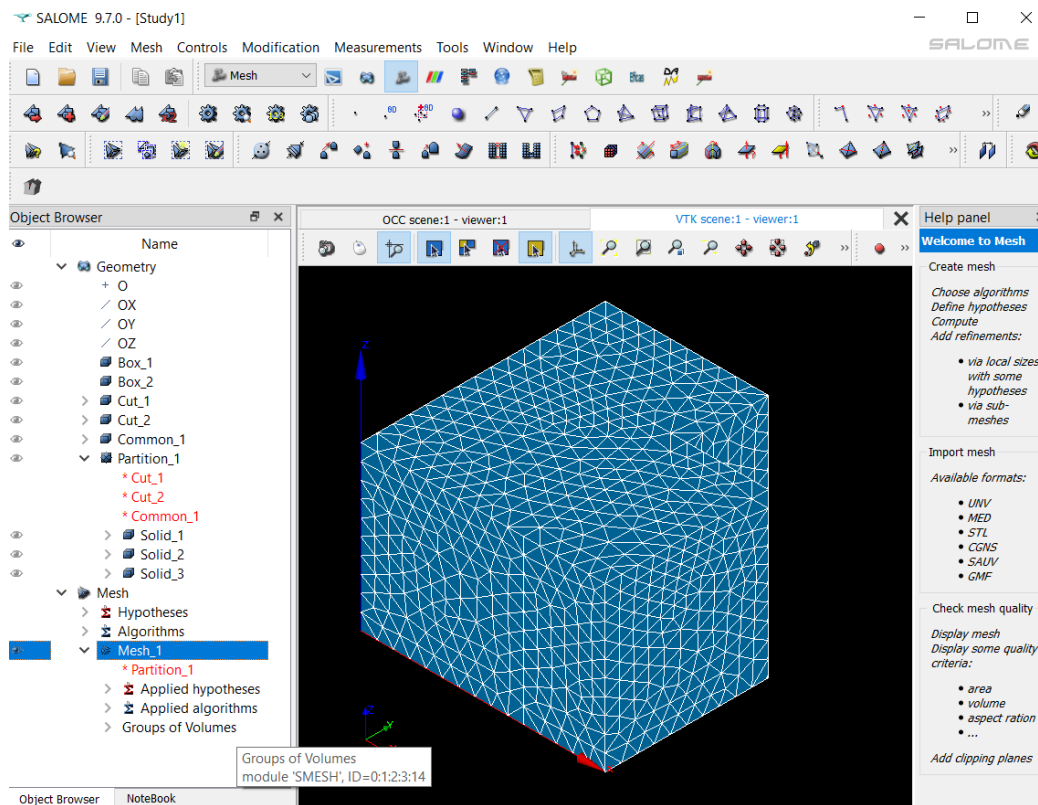 SALOME 9.7.0 - [Study1]
File Edit View Mesh Controls Modification Measurements Tools Window Help
SALOME
Mesh
Object Browser
OCC scene:1 - viewer:1
VTK scene:1 - viewer:1
Help panel
Name
Welcome to Mesh
Geometry
O
OX
OY
OZ
Box_1
Box_2
Cut_1
Cut_2
Common_1
Partition_1
* Cut_1
* Cut_2
* Common_1
Solid_1
Solid_2
Solid_3
Mesh
Hypotheses
Algorithms
Mesh_1
* Partition_1
Applied hypotheses
Applied algorithms
Groups of Volumes
Groups of Volumes
module 'SMESH', ID=0:1:2:3:14
Object Browser
NoteBook
Z
Z
Y
X
Create mesh
Choose algorithms
Define hypotheses
Compute
Add refinements:
• via local sizes
with some
hypotheses
• via sub-
meshes
Import mesh
Available formats:
• UNV
• MED
• STL
• CGNS
• SAUV
• GMF
Check mesh quality
Display mesh
Display some quality
criteria:
• area
• volume
• aspect ration
• ...
Add clipping planes